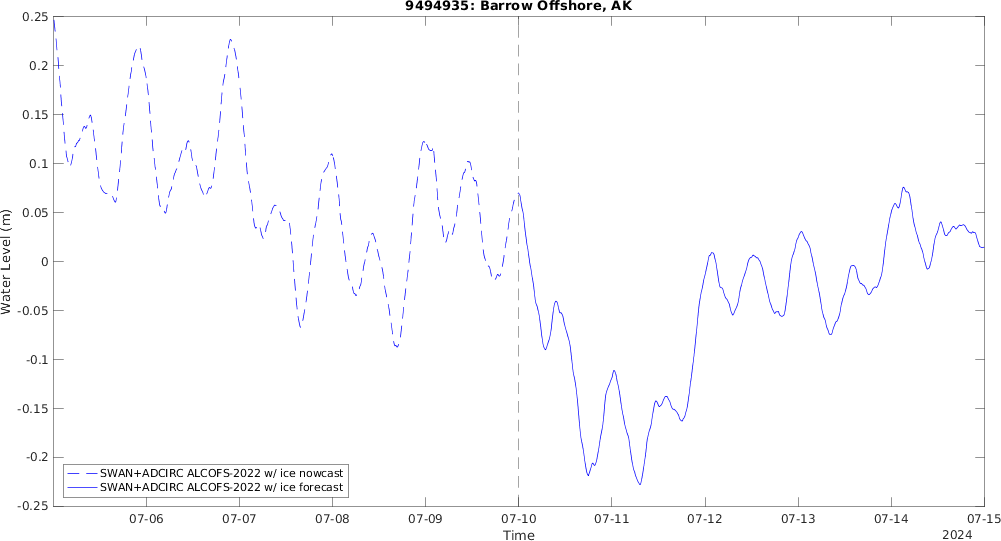 9494935: Barrow Offshore, AK
0.25
0.2
0.15
0.1
0.05
0
-0.05
-0.1
-0.15
-0.2
-0.25
Water Level (m)
SWAN+ADCIRC ALCOFS-2022 w/ ice nowcast
SWAN+ADCIRC ALCOFS-2022 w/ ice forecast
07-06 07-07 07-08 07-09 07-10 07-11 07-12 07-13 07-14 07-15
Time
2024